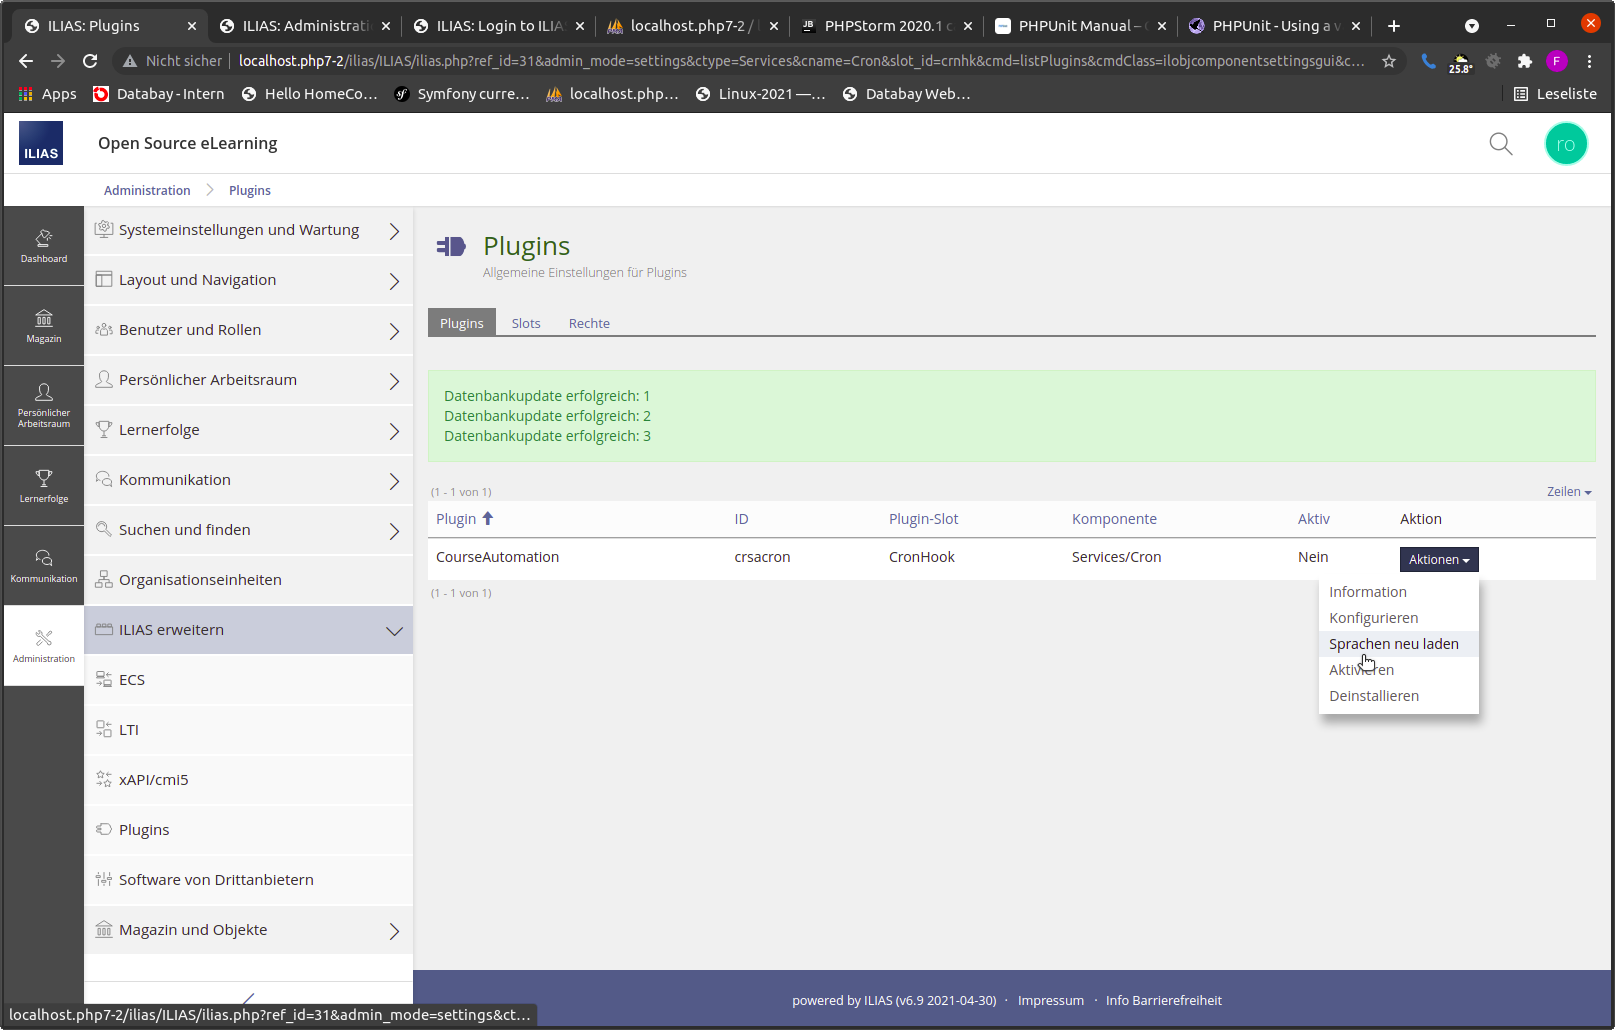 ILIAS: Plugins
ILIAS: Administrati
ILIAS: Login to ILIA
localhost.php7-2 /
PHPStorm 2020.1
PHPUnit Manual –
PHPUnit - Using a v
Nicht sicher
localhost.php7-2/ilias/ILIAS/ilias.php?ref_id=31&admin_mode=settings&ctype=Services&cname=Cron&slot_id=crnhk&cmd=listPlugins&cmdClass=ilobjcomponentsettingsgui&c...
25.8°
F
Apps
Databay - Intern
Hello HomeCo...
Symfony curre...
localhost.php...
Linux-2021 —...
Databay Web...
Leseliste
ILIAS
Open Source eLearning
ro
Administration
Plugins
Dashboard
Magazin
Persönlicher
Arbeitsraum
Lernerfolge
Kommunikation
Administration
Systemeinstellungen und Wartung
Layout und Navigation
Benutzer und Rollen
Persönlicher Arbeitsraum
Lernerfolge
Kommunikation
Suchen und finden
Organisationseinheiten
ILIAS erweitern
ECS
LTI
xAPI/cmi5
Plugins
Software von Drittanbietern
Magazin und Objekte
Plugins
Allgemeine Einstellungen für Plugins
Plugins Slots Rechte
Datenbankupdate erfolgreich: 1
Datenbankupdate erfolgreich: 2
Datenbankupdate erfolgreich: 3
(1 - 1 von 1) Zeilen
Plugin ID Plugin-Slot Komponente Aktiv Aktion
CourseAutomation crsacron CronHook Services/Cron Nein Aktionen
(1 - 1 von 1)
Information
Konfigurieren
Sprachen neu laden
Aktivieren
Deinstallieren
powered by ILIAS (v6.9 2021-04-30) · Impressum · Info Barrierefreiheit
localhost.php7-2/ilias/ILIAS/ilias.php?ref_id=31&admin_mode=settings&ct...